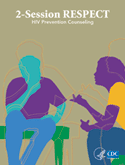 2-Session RESPECT
HIV Prevention Counseling
CDC